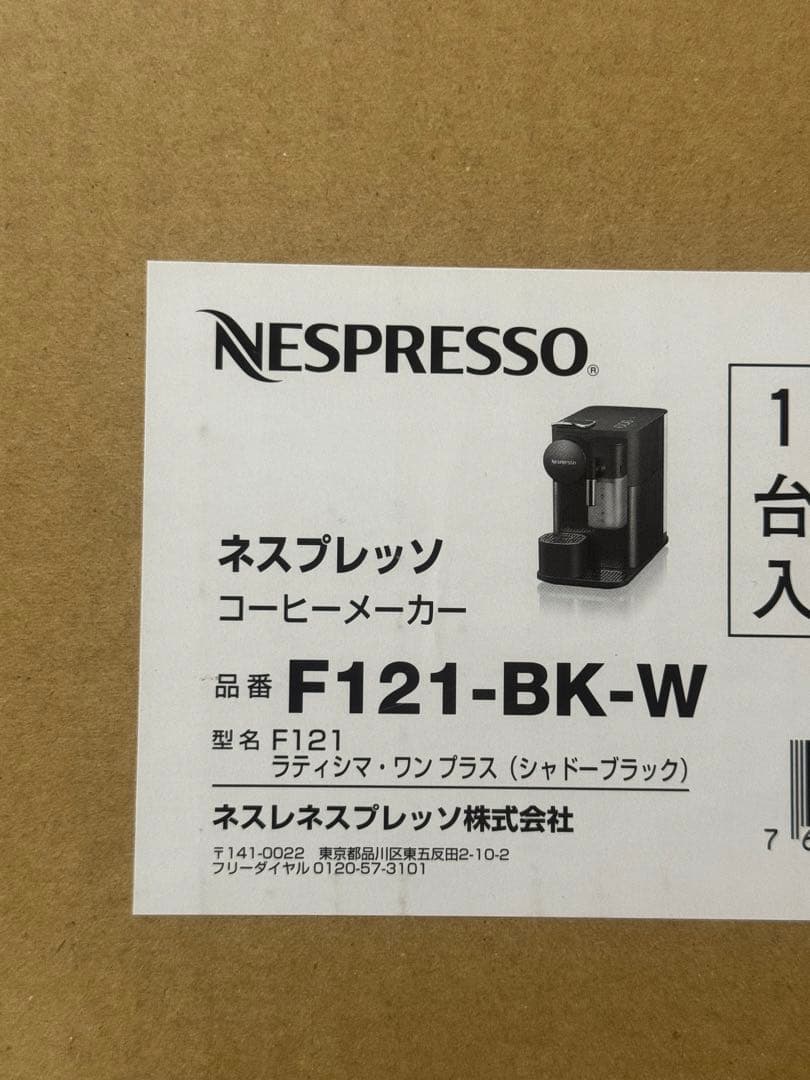 NESPRESSO®
NESPRESSO
1台入
ネスプレッソ
コーヒーメーカー
品番 F121-BK-W
型名 F121
ラティシマ・ワン プラス（シャドーブラック）
ネスレネスプレッソ株式会社
〒141-0022 東京都品川区東五反田2-10-2
フリーダイヤル 0120-57-3101
7